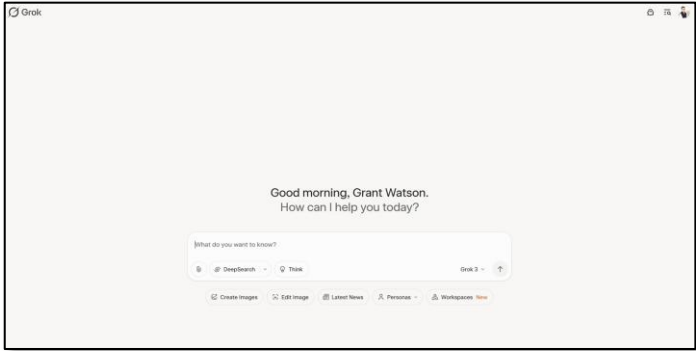 Grok
Good morning, Grant Watson.
How can I help you today?
What do you want to know?
DeepSearch
Think
Grok 3
Create Images
Edit Image
Latest News
Personas
Workspaces New